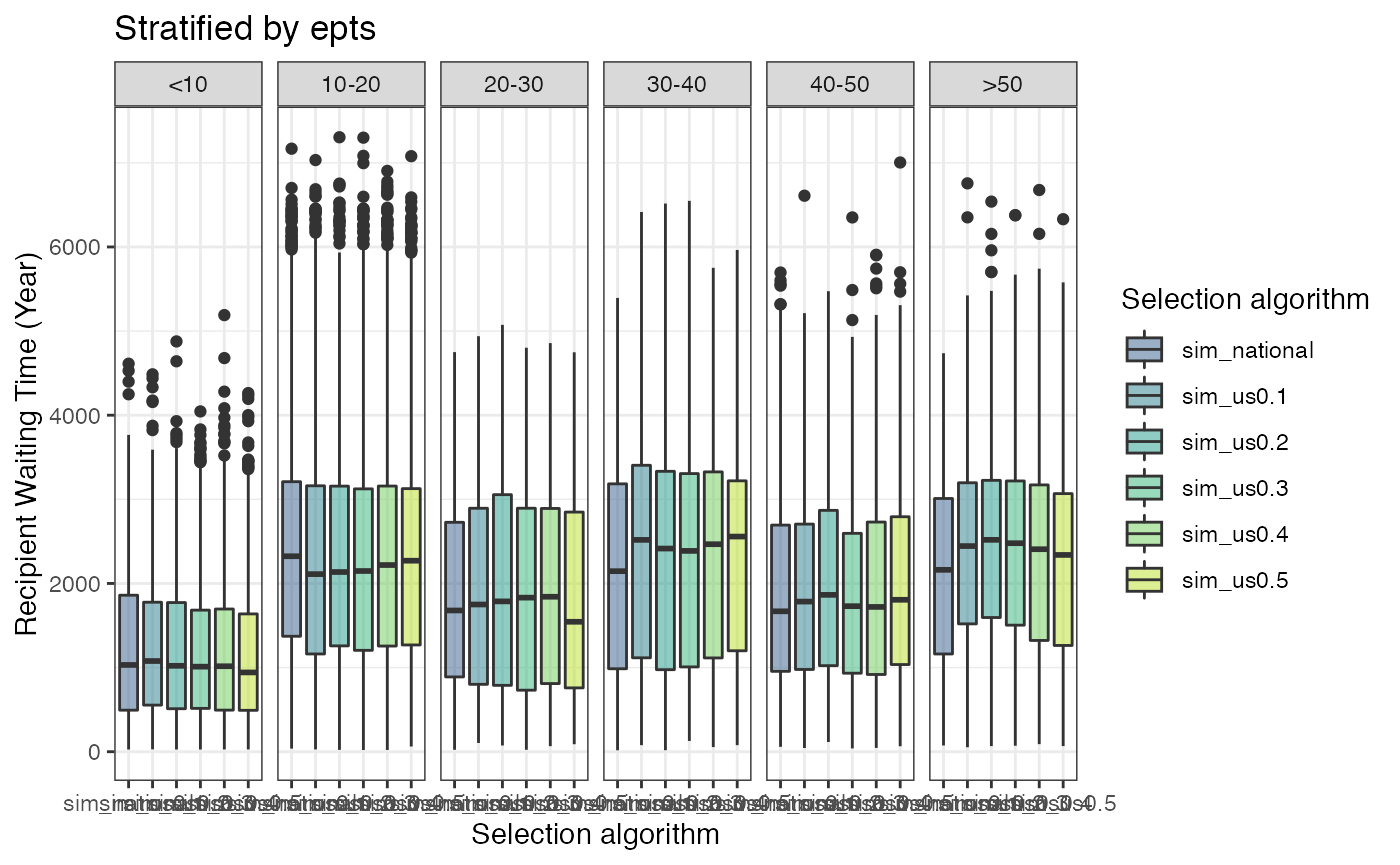 Stratified by epts
<10 10-20 20-30 30-40 40-50 >50
Recipient Waiting Time (Year)
6000
4000
2000
0
Selection algorithm
Selection algorithm
sim_national
sim_us0.1
sim_us0.2
sim_us0.3
sim_us0.4
sim_us0.5